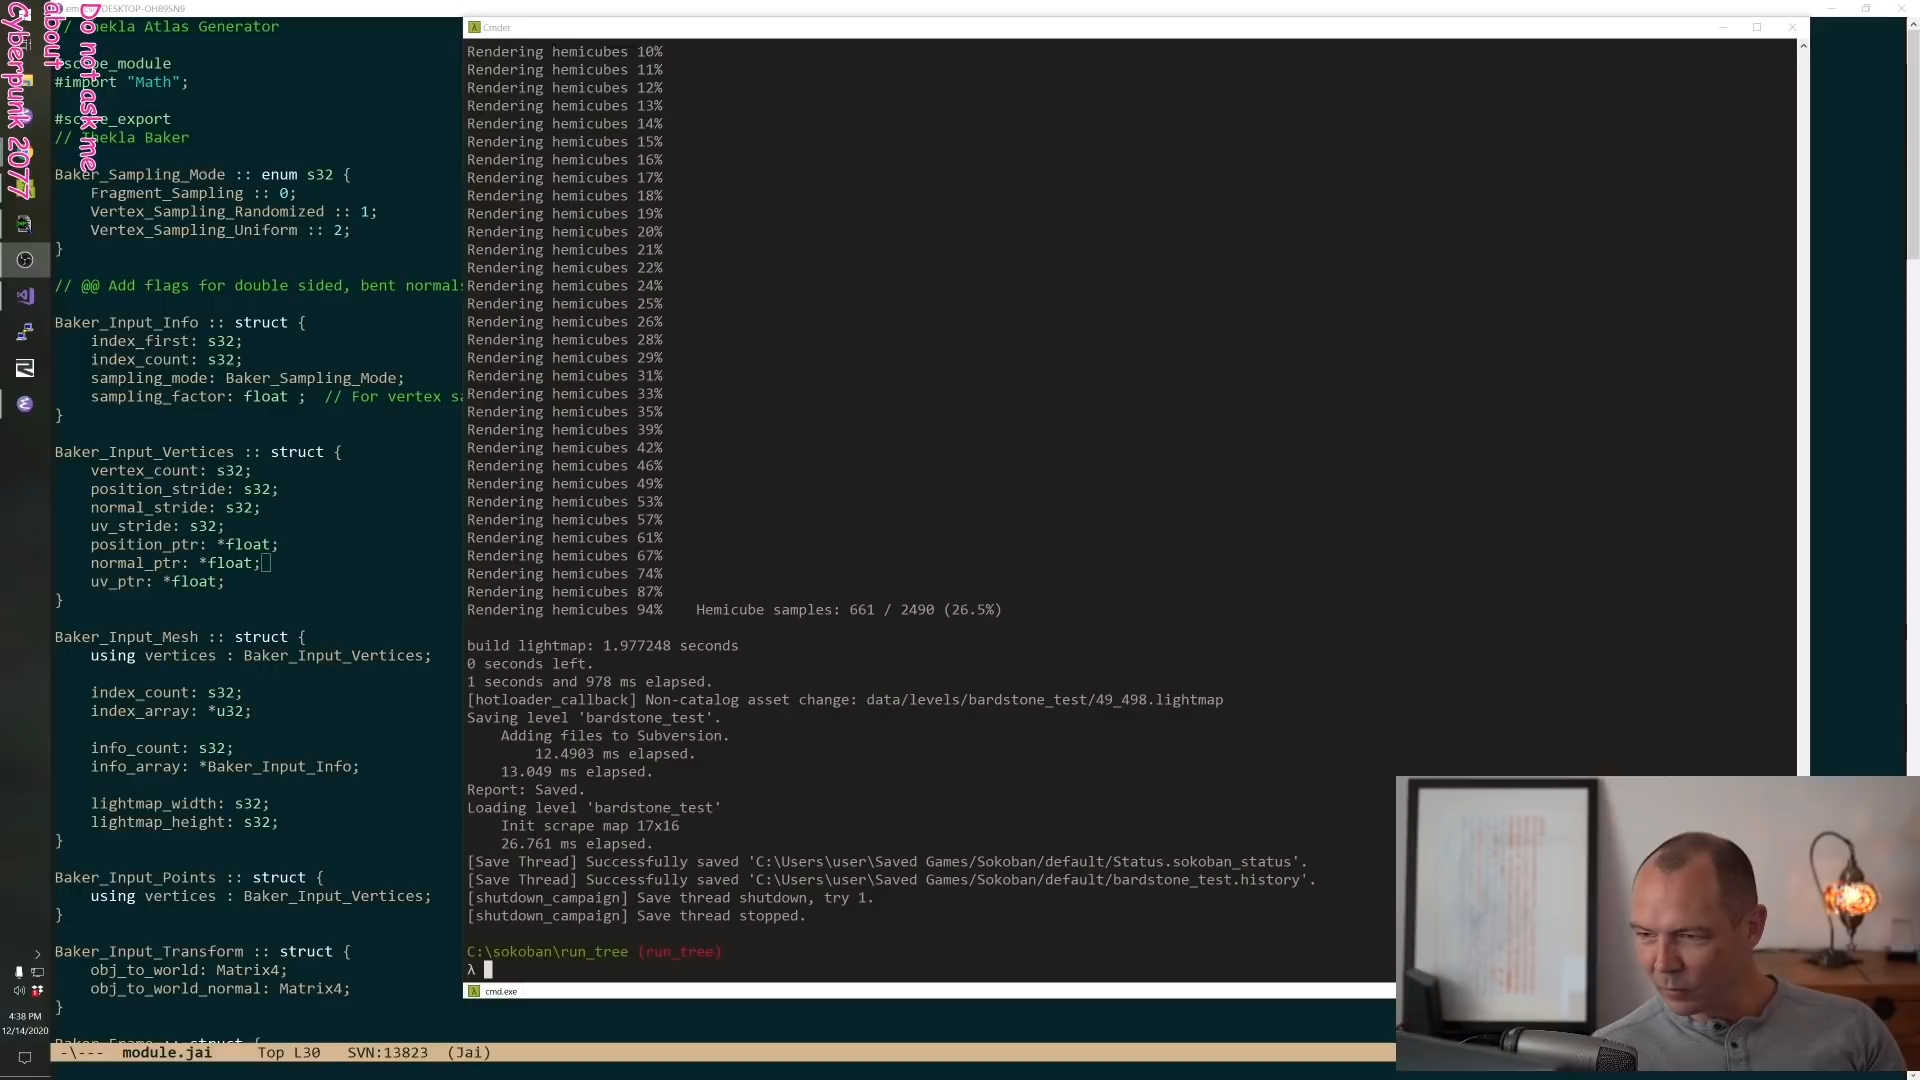 Do not ask me
about
Cyberpunk 2077
DESKTOP-OH89SN9
// Thekla Atlas Generator
#scope_module
#import "Math";
#scope_export
// Thekla Baker
Baker_Sampling_Mode :: enum s32 {
    Fragment_Sampling :: 0;
    Vertex_Sampling_Randomized :: 1;
    Vertex_Sampling_Uniform :: 2;
}
// @@ Add flags for double sided, bent normals
Baker_Input_Info :: struct {
    index_first: s32;
    index_count: s32;
    sampling_mode: Baker_Sampling_Mode;
    sampling_factor: float ;  // For vertex sa
}
Baker_Input_Vertices :: struct {
    vertex_count: s32;
    position_stride: s32;
    normal_stride: s32;
    uv_stride: s32;
    position_ptr: *float;
    normal_ptr: *float;
    uv_ptr: *float;
}
Baker_Input_Mesh :: struct {
    using vertices : Baker_Input_Vertices;
    index_count: s32;
    index_array: *u32;
    info_count: s32;
    info_array: *Baker_Input_Info;
    lightmap_width: s32;
    lightmap_height: s32;
}
Baker_Input_Points :: struct {
    using vertices : Baker_Input_Vertices;
}
Baker_Input_Transform :: struct {
    obj_to_world: Matrix4;
    obj_to_world_normal: Matrix4;
}
Baker_Frame :: struct {
-\--- module.jai Top L30 SVN:13823 (Jai)
4:38 PM
12/14/2020
Cmder
Rendering hemicubes 10%
Rendering hemicubes 11%
Rendering hemicubes 12%
Rendering hemicubes 13%
Rendering hemicubes 14%
Rendering hemicubes 15%
Rendering hemicubes 16%
Rendering hemicubes 17%
Rendering hemicubes 18%
Rendering hemicubes 19%
Rendering hemicubes 20%
Rendering hemicubes 21%
Rendering hemicubes 22%
Rendering hemicubes 24%
Rendering hemicubes 25%
Rendering hemicubes 26%
Rendering hemicubes 28%
Rendering hemicubes 29%
Rendering hemicubes 31%
Rendering hemicubes 33%
Rendering hemicubes 35%
Rendering hemicubes 39%
Rendering hemicubes 42%
Rendering hemicubes 46%
Rendering hemicubes 49%
Rendering hemicubes 53%
Rendering hemicubes 57%
Rendering hemicubes 61%
Rendering hemicubes 67%
Rendering hemicubes 74%
Rendering hemicubes 87%
Rendering hemicubes 94%    Hemicube samples: 661 / 2490 (26.5%)
build lightmap: 1.977248 seconds
0 seconds left.
1 seconds and 978 ms elapsed.
[hotloader_callback] Non-catalog asset change: data/levels/bardstone_test/49_498.lightmap
Saving level 'bardstone_test'.
    Adding files to Subversion.
        12.4903 ms elapsed.
    13.049 ms elapsed.
Report: Saved.
Loading level 'bardstone_test'
    Init scrape map 17x16
    26.761 ms elapsed.
[Save Thread] Successfully saved 'C:\Users\user\Saved Games/Sokoban/default/Status.sokoban_status'.
[Save Thread] Successfully saved 'C:\Users\user\Saved Games/Sokoban/default/bardstone_test.history'.
[shutdown_campaign] Save thread shutdown, try 1.
[shutdown_campaign] Save thread stopped.
C:\sokoban\run_tree (run_tree)
λ
cmd.exe